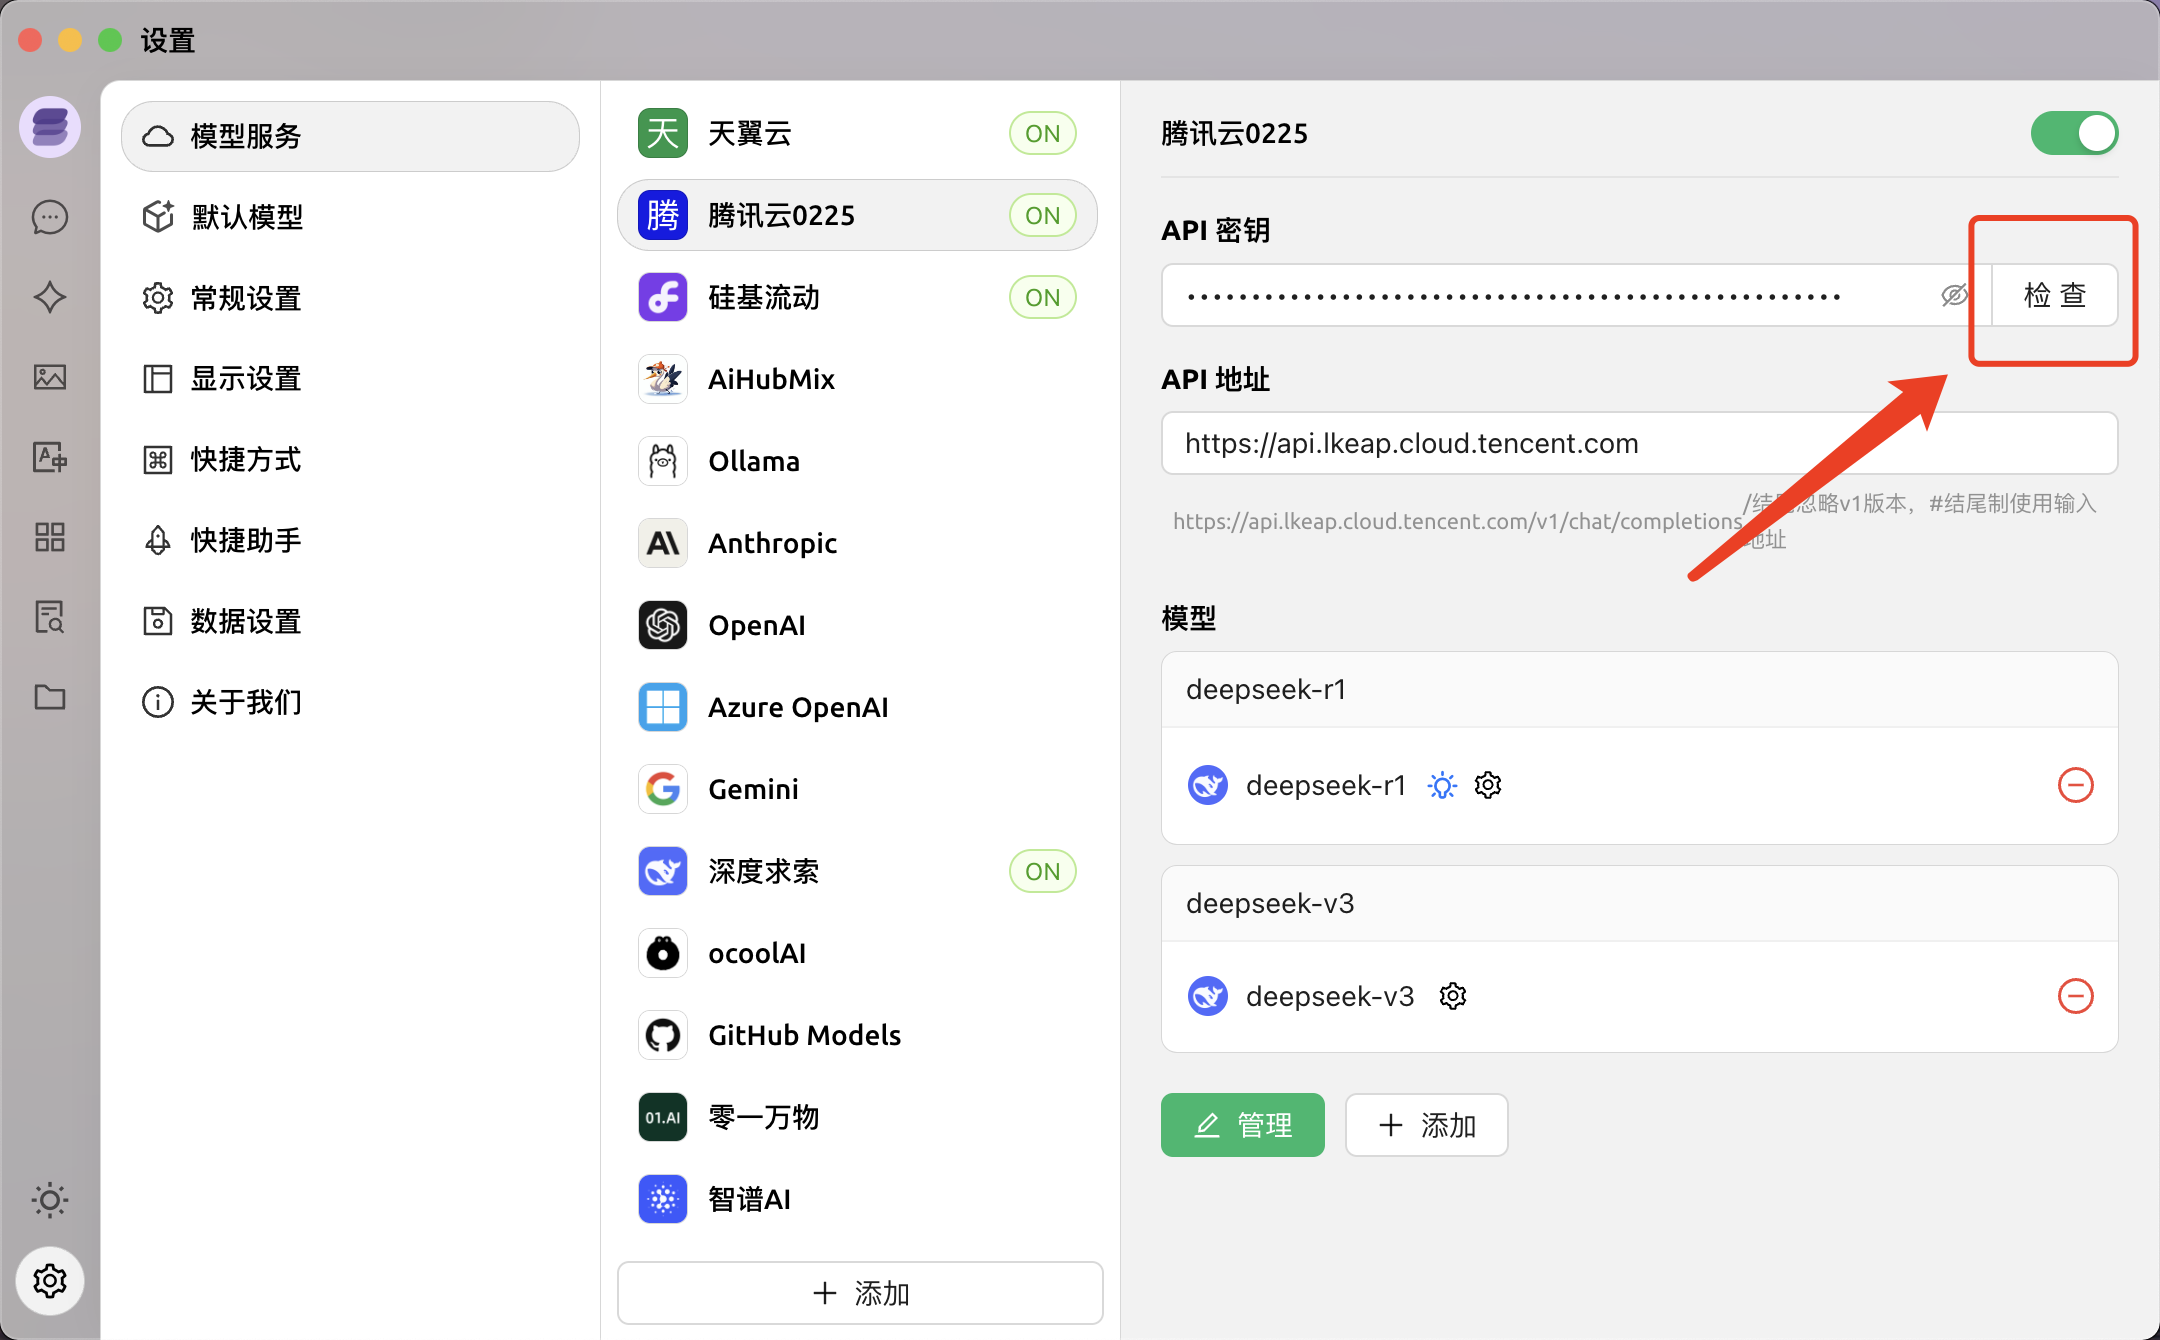 设置
模型服务
默认模型
常规设置
显示设置
快捷方式
快捷助手
数据设置
关于我们
天 天翼云 ON
腾 腾讯云0225 ON
硅基流动 ON
AiHubMix
Ollama
Anthropic
OpenAI
Azure OpenAI
Gemini
深度求索 ON
ocoolAI
GitHub Models
01.AI 零一万物
智谱AI
添加
腾讯云0225
API 密钥
检 查
API 地址
https://api.lkeap.cloud.tencent.com
https://api.lkeap.cloud.tencent.com/v1/chat/completions
/结尾忽略v1版本，#结尾制使用输入
地址
模型
deepseek-r1
deepseek-r1
deepseek-v3
deepseek-v3
管理
添加